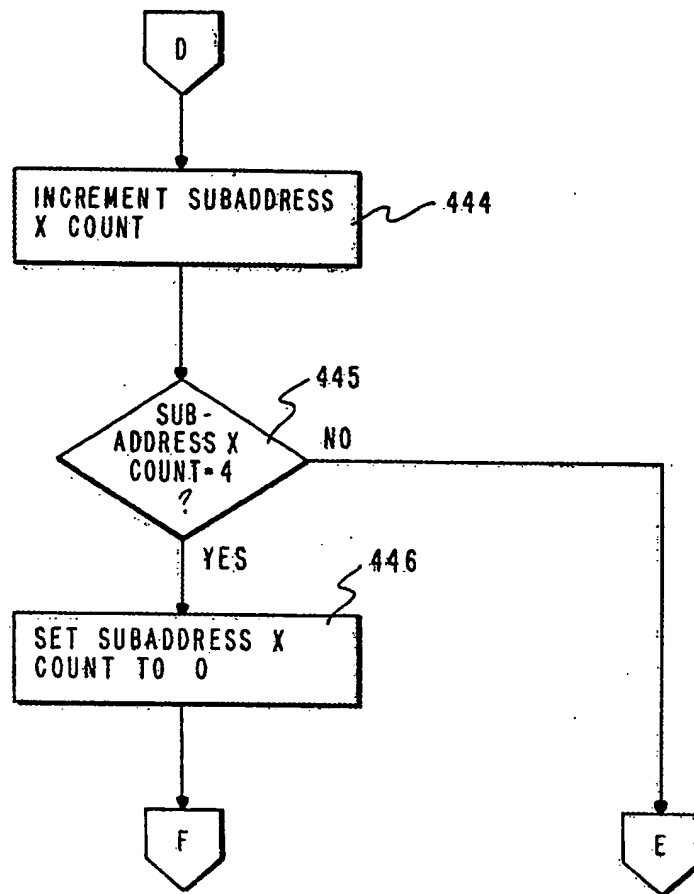 D
INCREMENT SUBADDRESS
X COUNT
444
445
SUB-
ADDRESS X
COUNT=4
?
NO
YES
446
SET SUBADDRESS X
COUNT TO 0
F
E